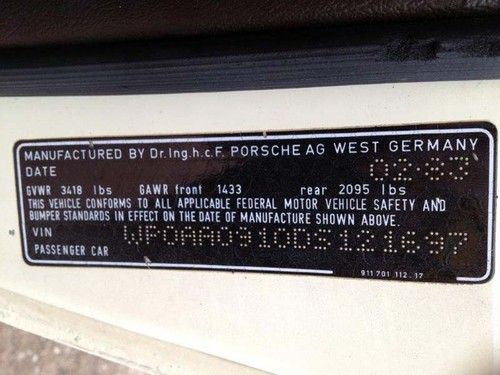 MANUFACTURED BY Dr.Ing.h.c.F. PORSCHE AG WEST GERMANY
DATE 02·83
GVWR 3418 lbs GAWR front 1433 rear 2095 lbs
THIS VEHICLE CONFORMS TO ALL APPLICABLE FEDERAL MOTOR VEHICLE SAFETY AND
BUMPER STANDARDS IN EFFECT ON THE DATE OF MANUFACTURE SHOWN ABOVE.
VIN WP0AA0910DS121697
PASSENGER CAR
911 701 112.17